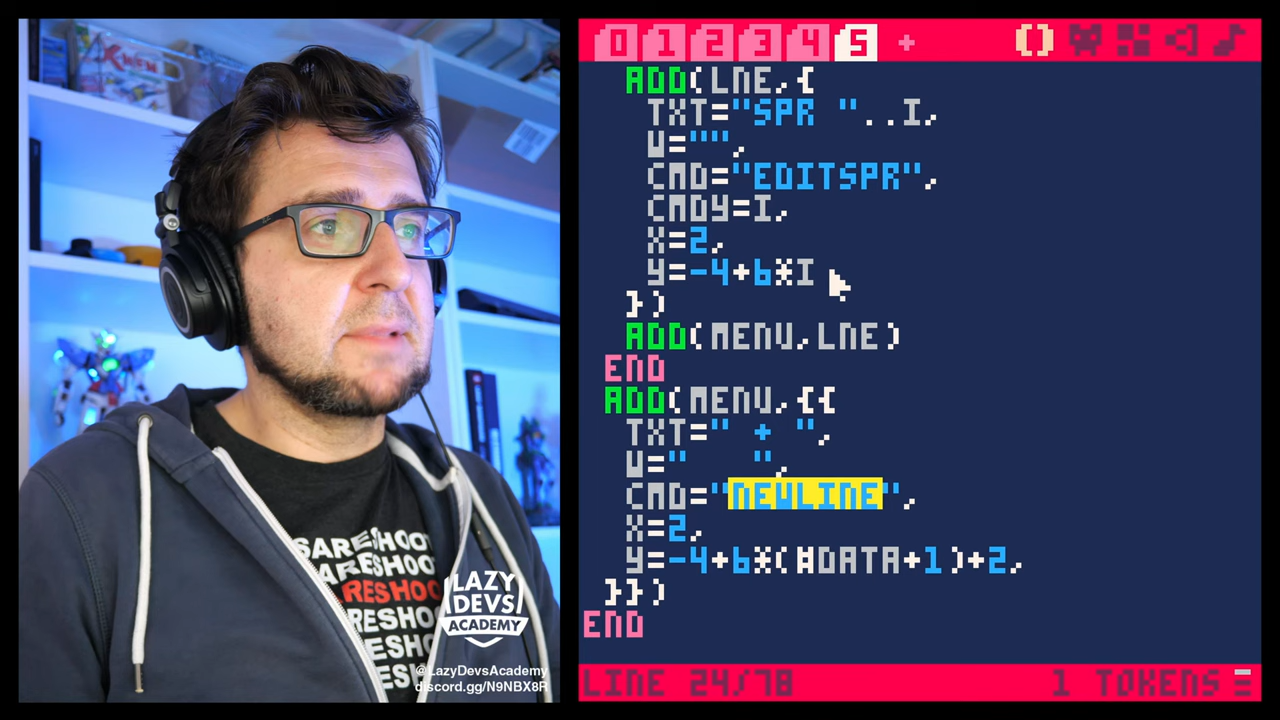 0 1 2 3 4 5 +
ADD(LNE,{
TXT="SPR "..I,
W="",
CMD="EDITSPR",
CMDY=I,
X=2,
Y=-4+6*I
})
ADD(MENU,LNE)
END
ADD(MENU,{{
TXT=" + ",
W="   ",
CMD="NEWLINE",
X=2,
Y=-4+6*(#DATA+1)+2,
}})
END
LINE 24/78
1 TOKENS
LAZY
DEVS
ACADEMY
@LazyDevsAcademy
discord.gg/N9NBX8R